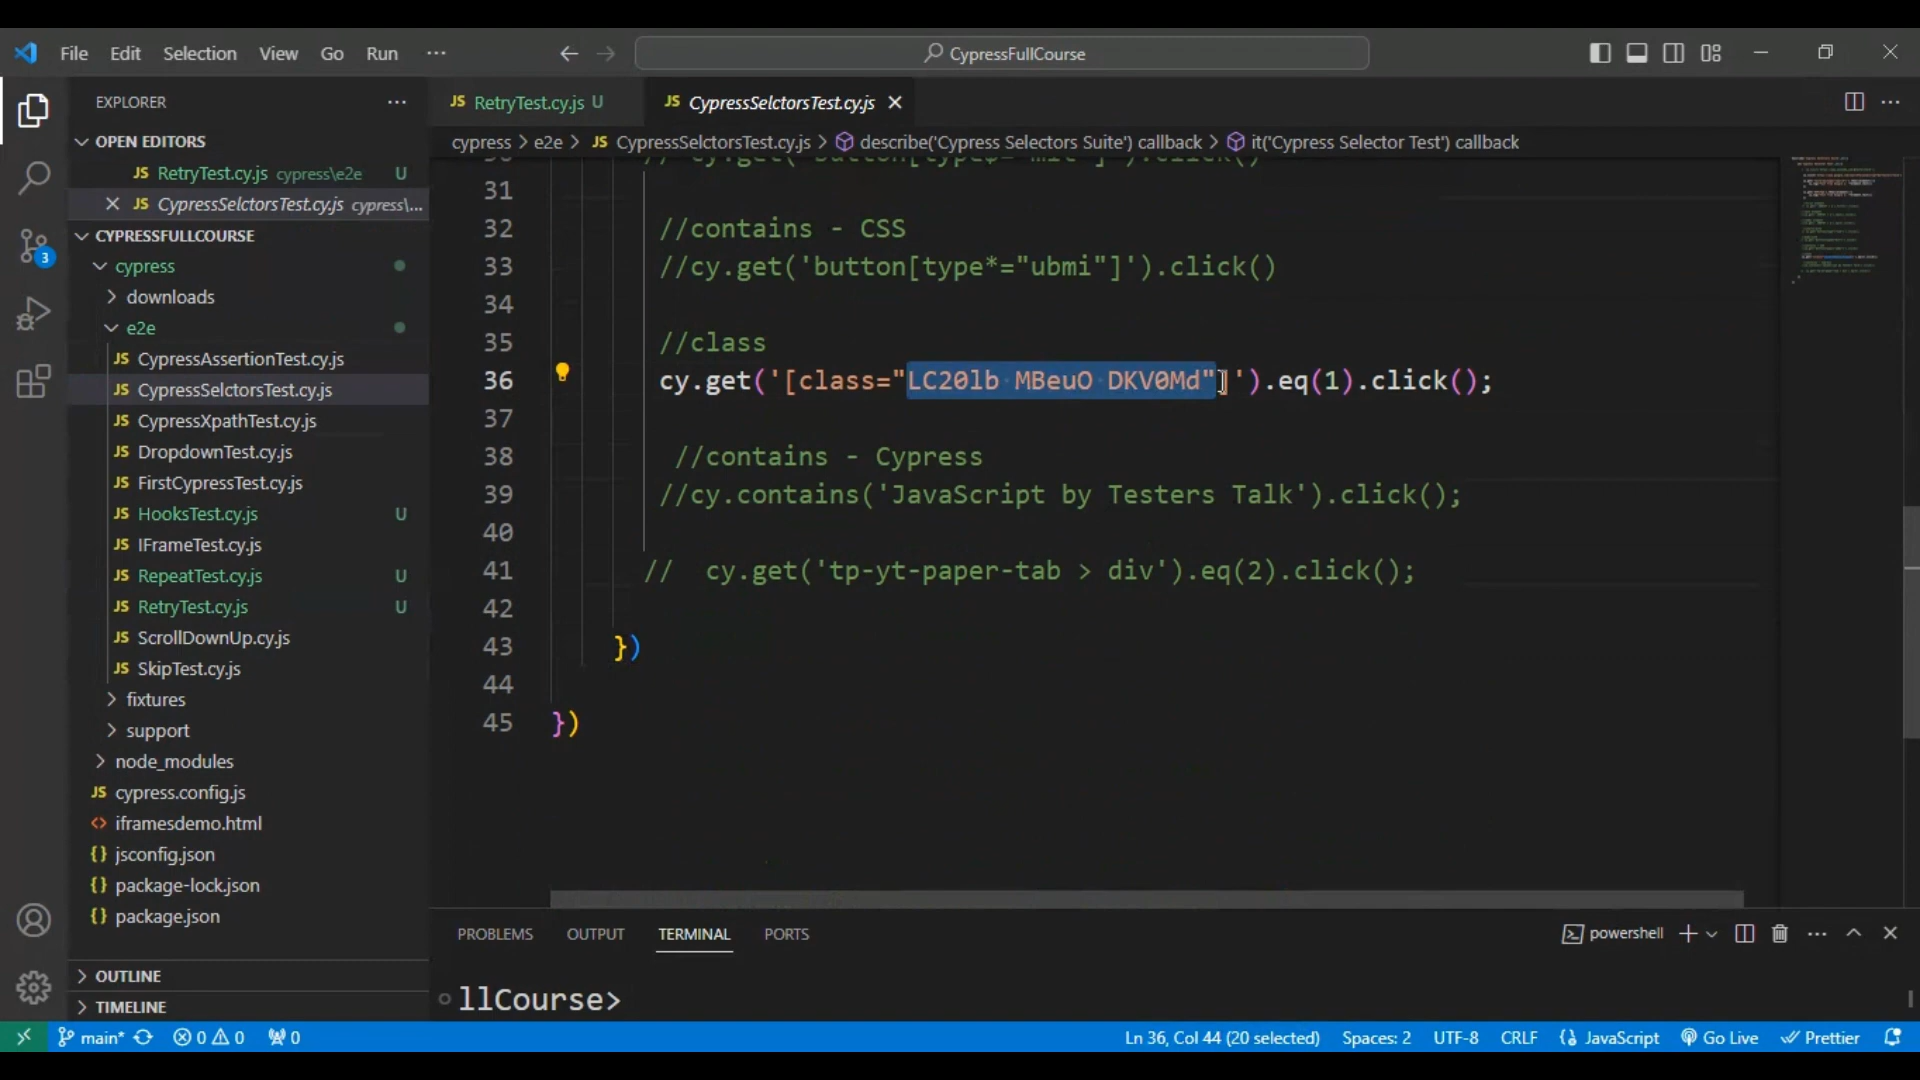 File Edit Selection View Go Run ··· CypressFullCourse
EXPLORER ···
OPEN EDITORS
RetryTest.cy.js cypress\e2e U
CypressSelctorsTest.cy.js cypress\...
CYPRESSFULLCOURSE
cypress
downloads
e2e
CypressAssertionTest.cy.js
CypressSelctorsTest.cy.js
CypressXpathTest.cy.js
DropdownTest.cy.js
FirstCypressTest.cy.js
HooksTest.cy.js U
IFrameTest.cy.js
RepeatTest.cy.js U
RetryTest.cy.js U
ScrollDownUp.cy.js
SkipTest.cy.js
fixtures
support
node_modules
cypress.config.js
iframesdemo.html
jsconfig.json
package-lock.json
package.json
OUTLINE
TIMELINE
RetryTest.cy.js U CypressSelctorsTest.cy.js
cypress > e2e > JS CypressSelctorsTest.cy.js > describe('Cypress Selectors Suite') callback > it('Cypress Selector Test') callback
31
32 //contains - CSS
33 //cy.get('button[type*="ubmi"]').click()
34
35 //class
36 cy.get('[class="LC20lb MBeuO DKV0Md"]').eq(1).click();
37
38 //contains - Cypress
39 //cy.contains('JavaScript by Testers Talk').click();
40
41 // cy.get('tp-yt-paper-tab > div').eq(2).click();
42
43 })
44
45 })
PROBLEMS OUTPUT TERMINAL PORTS powershell
llCourse>
main* 0 0 0 Ln 36, Col 44 (20 selected) Spaces: 2 UTF-8 CRLF JavaScript Go Live Prettier
3